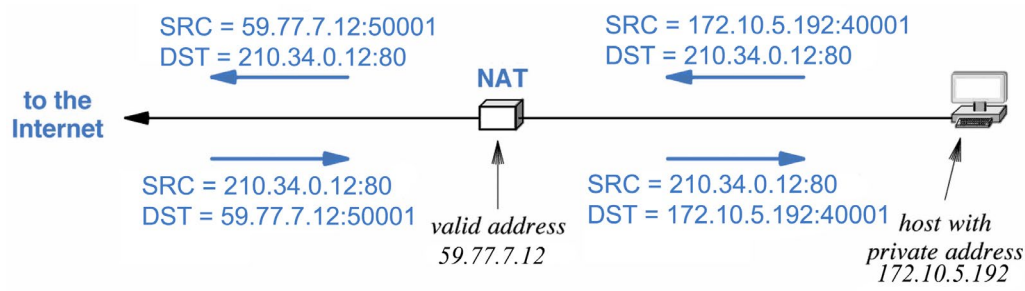 SRC = 59.77.7.12:50001
DST = 210.34.0.12:80
SRC = 172.10.5.192:40001
DST = 210.34.0.12:80
NAT
to the
Internet
SRC = 210.34.0.12:80
DST = 59.77.7.12:50001
valid address
59.77.7.12
SRC = 210.34.0.12:80
DST = 172.10.5.192:40001
host with
private address
172.10.5.192